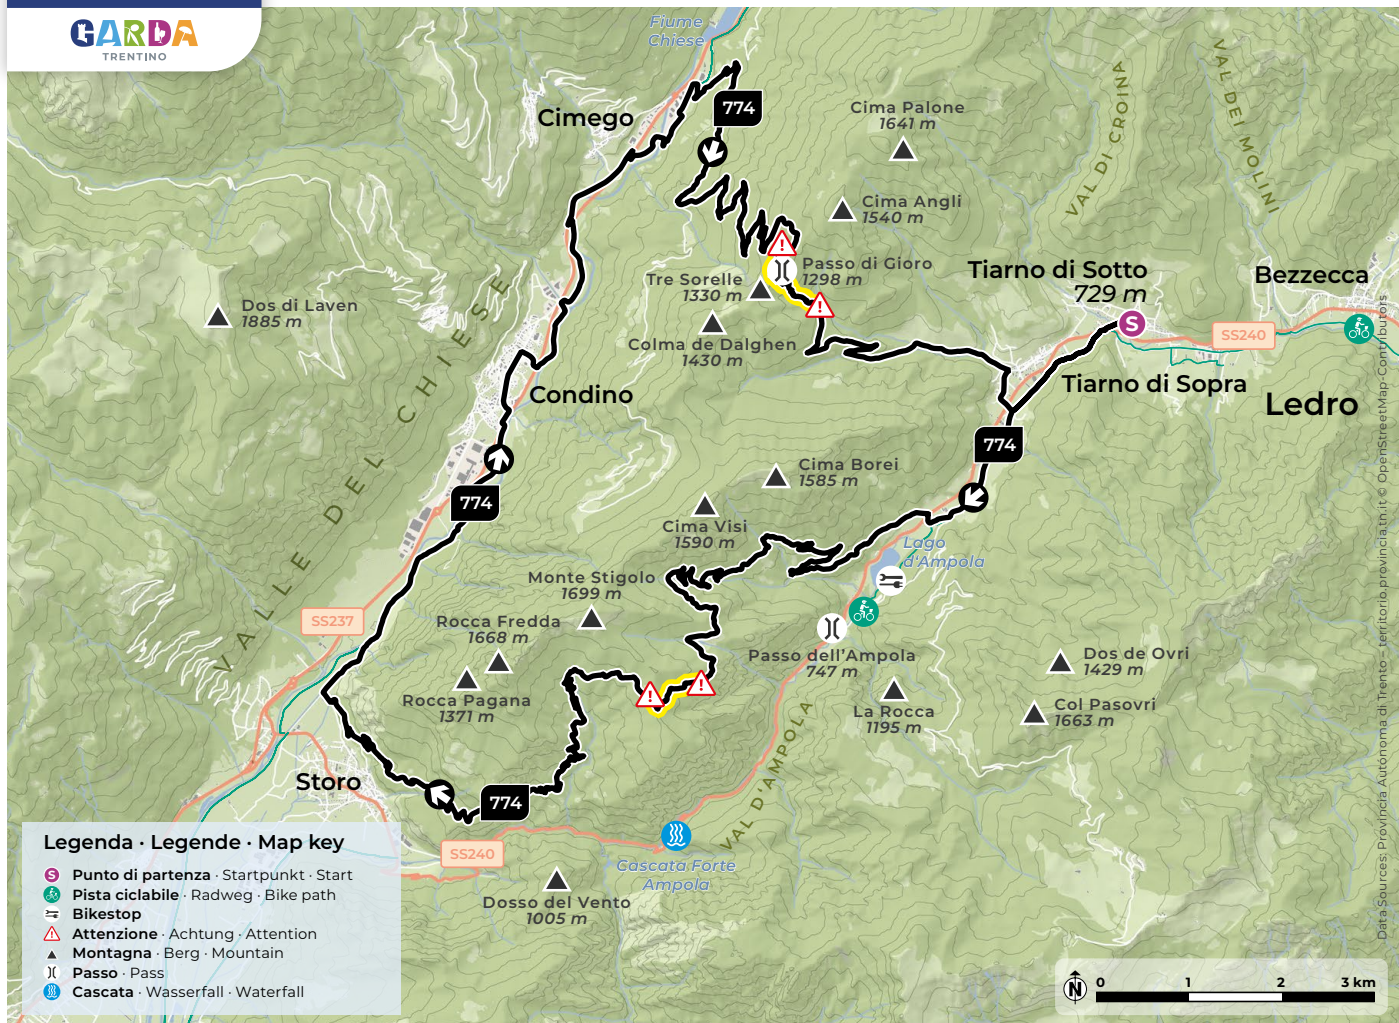 GARDA
TRENTINO
Fiume
Chiese
Cimego
774
Cima Palone
1641 m
VAL DI CROINA
VAL DEI MOLINI
Cima Angli
1540 m
Passo di Gioro
1298 m
Tre Sorelle
1330 m
Tiarno di Sotto
729 m
S
Bezzecca
SS240
Dos di Laven
1885 m
Colma de Dalghen
1430 m
Tiarno di Sopra
Ledro
Condino
VALLE DEL CHIESE
774
774
Cima Borei
1585 m
Cima Visi
1590 m
Lago
d'Ampola
Monte Stigolo
1699 m
SS237
Rocca Fredda
1668 m
Passo dell'Ampola
747 m
Dos de Ovri
1429 m
Rocca Pagana
1371 m
La Rocca
1195 m
Col Pasovri
1663 m
VAL D'AMPOLA
Storo
774
SS240
Cascata Forte
Ampola
Dosso del Vento
1005 m
Legenda · Legende · Map key
S Punto di partenza · Startpunkt · Start
Pista ciclabile · Radweg · Bike path
Bikestop
! Attenzione · Achtung · Attention
Montagna · Berg · Mountain
Passo · Pass
Cascata · Wasserfall · Waterfall
N
0 1 2 3 km
Data Sources: Provincia Autonoma di Trento – territorio.provincia.tn.it © OpenStreetMap-Contributors